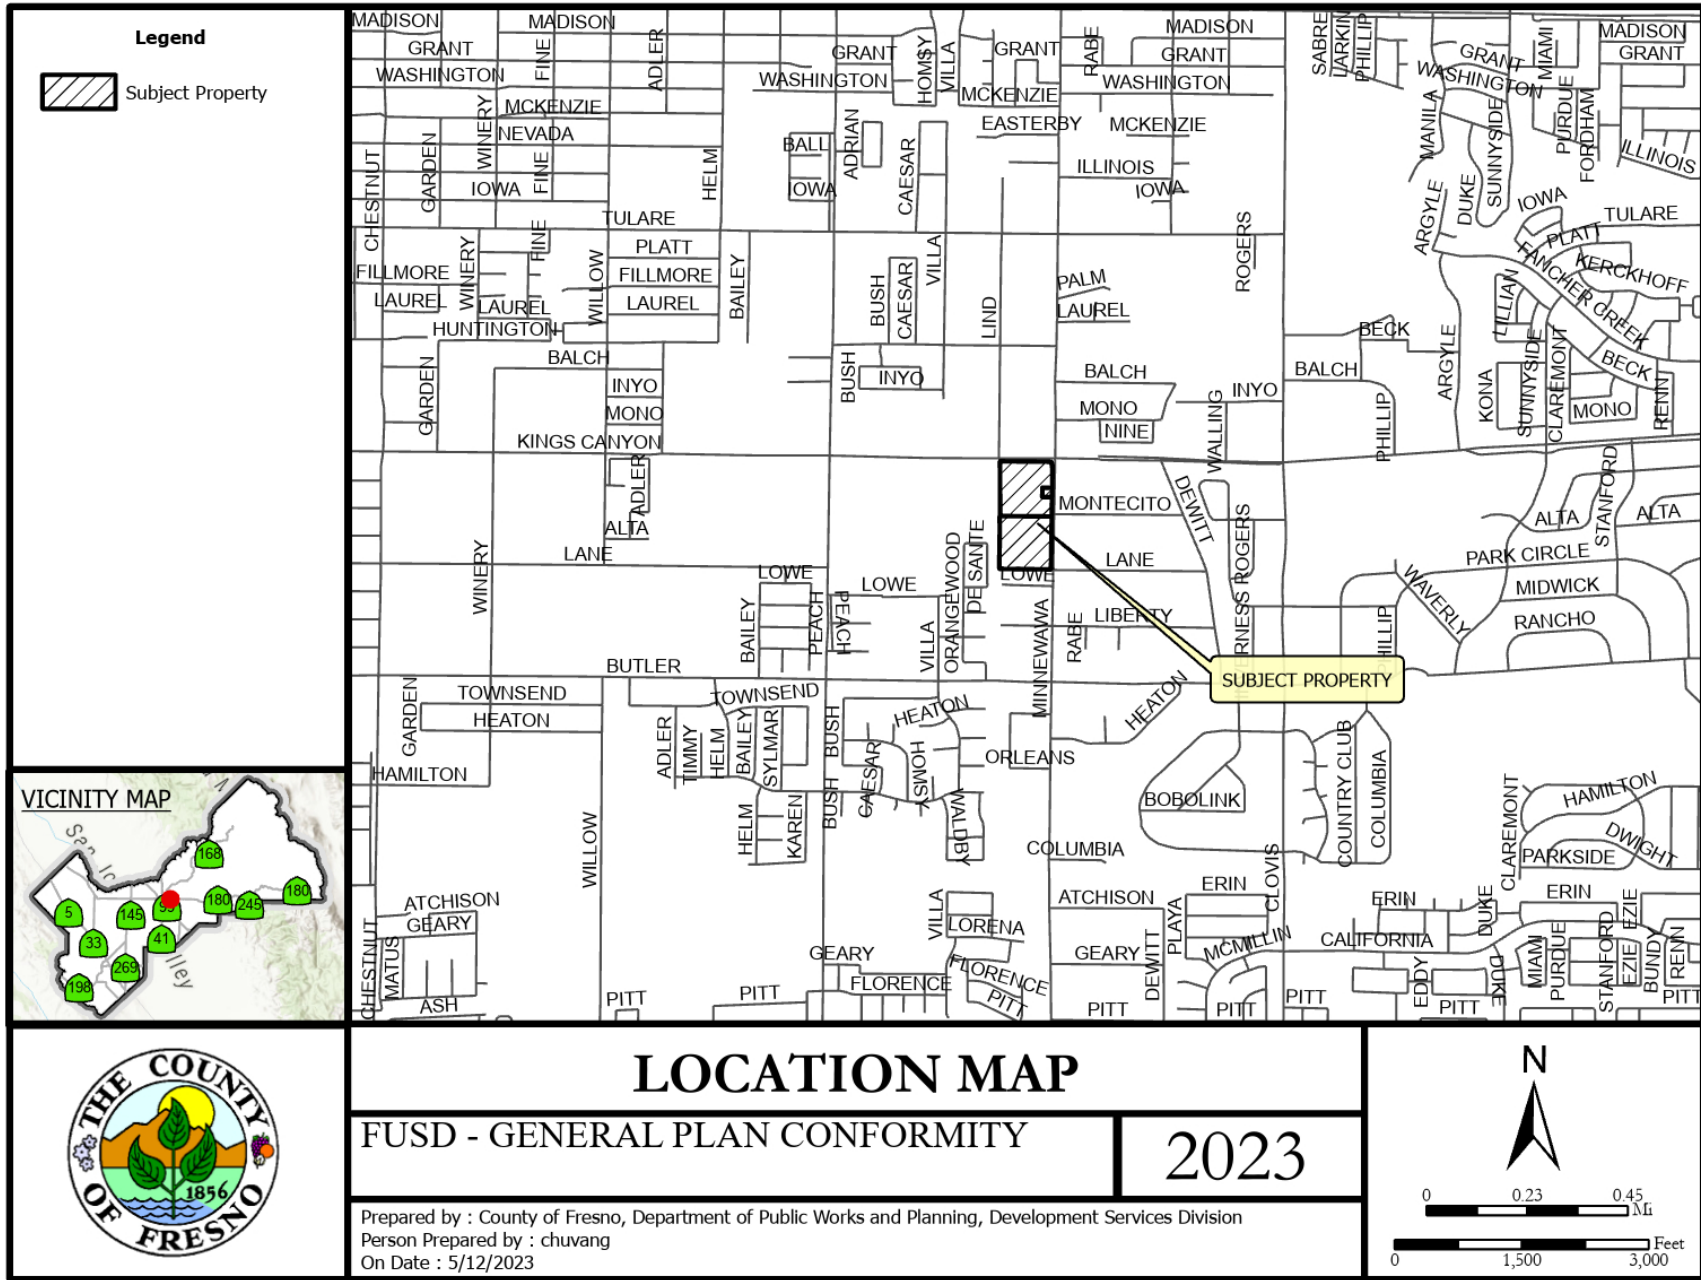 Legend
Subject Property
MADISON
MADISON
MADISON
MADISON
GRANT
FINE
ADLER
GRANT
HOMSY
VILLA
GRANT
RABE
GRANT
SABRE
LARKIN
PHILLIP
GRANT
MIAMI
GRANT
WASHINGTON
WASHINGTON
WASHINGTON
WASHINGTON
MCKENZIE
MCKENZIE
MCKENZIE
NEVADA
WINERY
GARDEN
CHESTNUT
FINE
IOWA
HELM
BALL
IOWA
ADRIAN
CAESAR
EASTERBY
ILLINOIS
IOWA
MANILA
SUNNYSIDE
DUKE
ARGYLE
PURDUE
FORDHAM
ILLINOIS
IOWA
TULARE
TULARE
PLATT
FANCHER CREEK
KERCKHOFF
FINE
PLATT
FILLMORE
FILLMORE
WINERY
WILLOW
LAUREL
LAUREL
LAUREL
HUNTINGTON
BAILEY
BUSH
CAESAR
VILLA
LIND
PALM
LAUREL
ROGERS
BECK
ARGYLE
LILLIAN
SUNNYSIDE
CLAREMONT
BECK
RENN
BALCH
BALCH
BALCH
GARDEN
INYO
MONO
BUSH
INYO
MONO
NINE
WALLING
INYO
PHILLIP
KONA
MONO
KINGS CANYON
ADLER
ALTA
LANE
WINERY
MONTECITO
DEWITT
LANE
ROGERS
STANFORD
ALTA
ALTA
PARK CIRCLE
MIDWICK
RANCHO
WAVERLY
LOWE
LOWE
LOWE
BAILEY
PEACH
PEACH
VILLA
ORANGEWOOD
DE SANTE
MINNEWAWA
RABE
LIBERTY
PHILLIP
SUBJECT PROPERTY
BUTLER
GARDEN
TOWNSEND
HEATON
TOWNSEND
ADLER
TIMMY
HELM
BAILEY
SYLMAR
BUSH
HEATON
CAESAR
HOMSY
HEATON
ORLEANS
HAMILTON
HELM
KAREN
BUSH
WALDBY
BOBOLINK
COUNTRY CLUB
COLUMBIA
CLAREMONT
HAMILTON
DWIGHT
PARKSIDE
WILLOW
COLUMBIA
CLOVIS
ATCHISON
GEARY
CHESTNUT
MATUS
ASH
PITT
PITT
GEARY
FLORENCE
VILLA
LORENA
FLORENCE
PITT
ATCHISON
GEARY
DEWITT
PITT
PLAYA
ERIN
MCMILLIN
PITT
PITT
CALIFORNIA
ERIN
DUKE
EDDY
PITT
DUKE
ERIN
MIAMI
PURDUE
STANFORD
EZIE
EZIE
BUNDY
RENN
PITT
VICINITY MAP
168
180
180
245
5
145
33
41
269
198
THE COUNTY
OF FRESNO
1856
LOCATION MAP
FUSD - GENERAL PLAN CONFORMITY
2023
Prepared by : County of Fresno, Department of Public Works and Planning, Development Services Division
Person Prepared by : chuvang
On Date : 5/12/2023
N
0 0.23 0.45
Mi
Feet
0 1,500 3,000